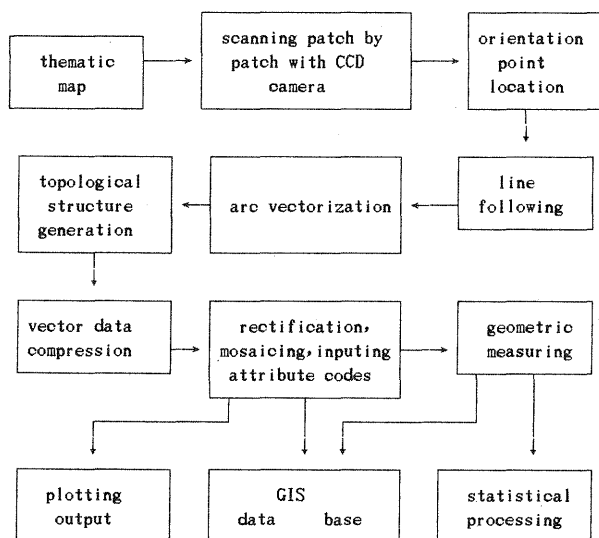 thematic
map
scanning patch by
patch with CCD
camera
orientation
point
location
topological
structure
generation
arc vectorization
line
following
vector data
compression
rectification,
mosaicing, inputing
attribute codes
geometric
measuring
plotting
output
GIS
data base
statistical
processing